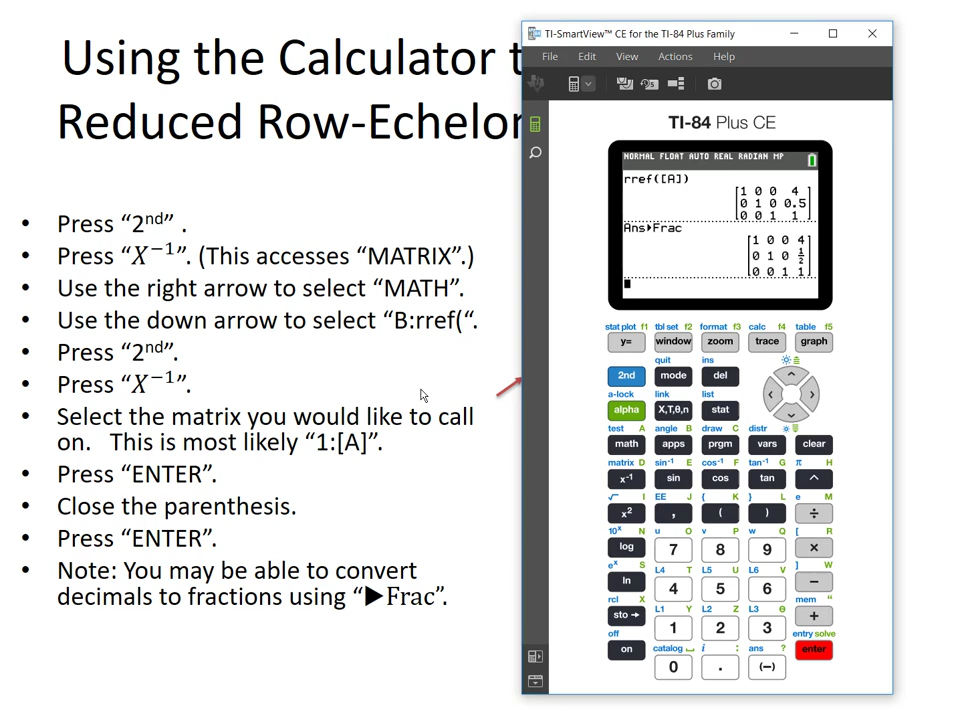 Using the Calculator t
Reduced Row-Echelon
• Press “2nd” .
• Press “X⁻¹”. (This accesses “MATRIX”.)
• Use the right arrow to select “MATH”.
• Use the down arrow to select “B:rref(“.
• Press “2nd”.
• Press “X⁻¹”.
• Select the matrix you would like to call
on. This is most likely “1:[A]”.
• Press “ENTER”.
• Close the parenthesis.
• Press “ENTER”.
• Note: You may be able to convert
decimals to fractions using “▶Frac”.
TI-SmartView™ CE for the TI-84 Plus Family
File Edit View Actions Help
TI-84 Plus CE
NORMAL FLOAT AUTO REAL RADIAN MP
rref([A])
[1 0 0 4]
[0 1 0 0.5]
[0 0 1 1]
Ans▶Frac
[1 0 0 4]
[0 1 0 1/2]
[0 0 1 1]
stat plot f1 tbl set f2 format f3 calc f4 table f5
y= window zoom trace graph
quit ins
2nd mode del
a-lock link list
alpha X,T,θ,n stat
test A angle B draw C distr
math apps prgm vars clear
matrix D sin⁻¹ E cos⁻¹ F tan⁻¹ G π H
x⁻¹ sin cos tan ^
√ I EE J { K } L e M
x² , ( ) ÷
10ˣ N u O v P w Q [ R
log 7 8 9 ×
eˣ S L4 T L5 U L6 V ] W
ln 4 5 6 −
rcl X L1 Y L2 Z L3 θ mem “
sto→ 1 2 3 +
off catalog i : ans ? entry solve
on 0 . (−) enter